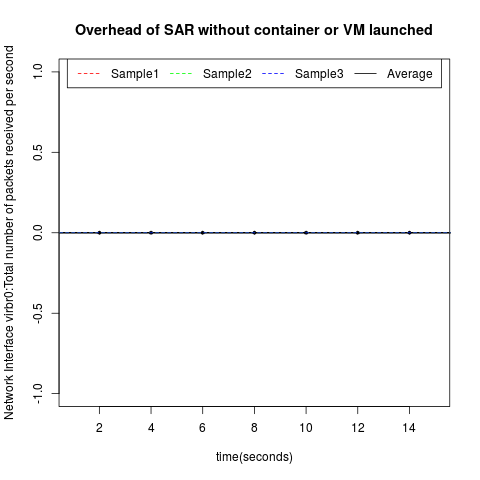 Overhead of SAR without container or VM launched
Sample1 Sample2 Sample3 Average
Network Interface virbr0:Total number of packets received per second
1.0
0.5
0.0
-0.5
-1.0
2 4 6 8 10 12 14
time(seconds)